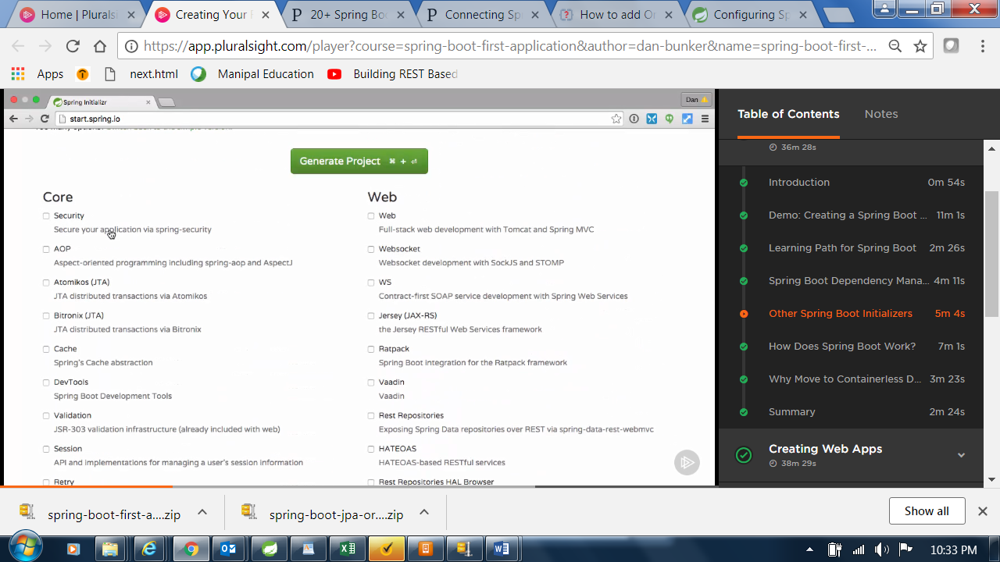 Home | Plurals
Creating Your F
20+ Spring Bo
Connecting Sp
How to add Or
Configuring Sp
https://app.pluralsight.com/player?course=spring-boot-first-application&author=dan-bunker&name=spring-boot-first-...
Apps
next.html
Manipal Education
Building REST Based
Spring Initializr
Dan
start.spring.io
Generate Project ⌘ + ⏎
Core
Security
Secure your application via spring-security
AOP
Aspect-oriented programming including spring-aop and AspectJ
Atomikos (JTA)
JTA distributed transactions via Atomikos
Bitronix (JTA)
JTA distributed transactions via Bitronix
Cache
Spring's Cache abstraction
DevTools
Spring Boot Development Tools
Validation
JSR-303 validation infrastructure (already included with web)
Session
API and implementations for managing a user's session information
Retry
Web
Web
Full-stack web development with Tomcat and Spring MVC
Websocket
Websocket development with SockJS and STOMP
WS
Contract-first SOAP service development with Spring Web Services
Jersey (JAX-RS)
the Jersey RESTful Web Services framework
Ratpack
Spring Boot integration for the Ratpack framework
Vaadin
Vaadin
Rest Repositories
Exposing Spring Data repositories over REST via spring-data-rest-webmvc
HATEOAS
HATEOAS-based RESTful services
Rest Repositories HAL Browser
Table of Contents
Notes
36m 28s
Introduction 0m 54s
Demo: Creating a Spring Boot ... 11m 1s
Learning Path for Spring Boot 2m 26s
Spring Boot Dependency Mana... 4m 11s
Other Spring Boot Initializers 5m 4s
How Does Spring Boot Work? 7m 1s
Why Move to Containerless D... 3m 23s
Summary 2m 24s
Creating Web Apps
38m 29s
spring-boot-first-a....zip
spring-boot-jpa-or....zip
Show all
10:33 PM